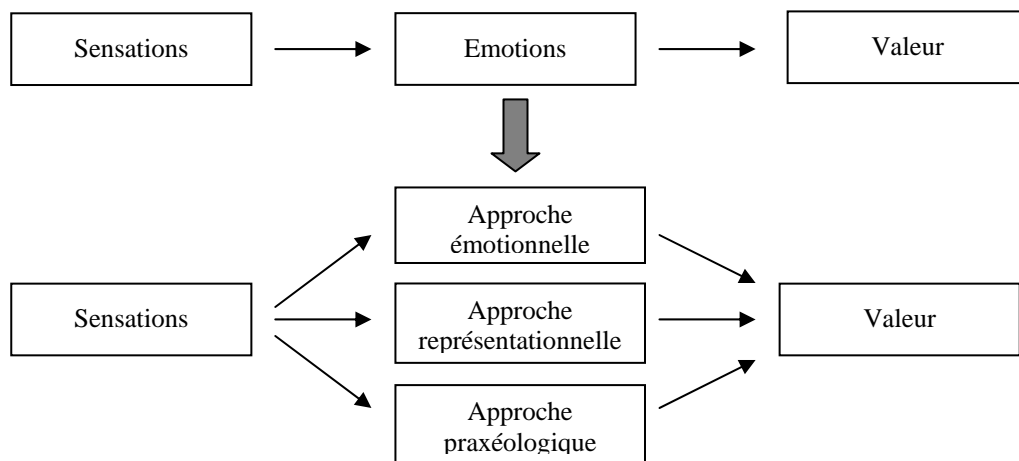 Sensations
Emotions
Valeur
Approche
émotionnelle
Sensations
Approche
représentationnelle
Valeur
Approche
praxéologique